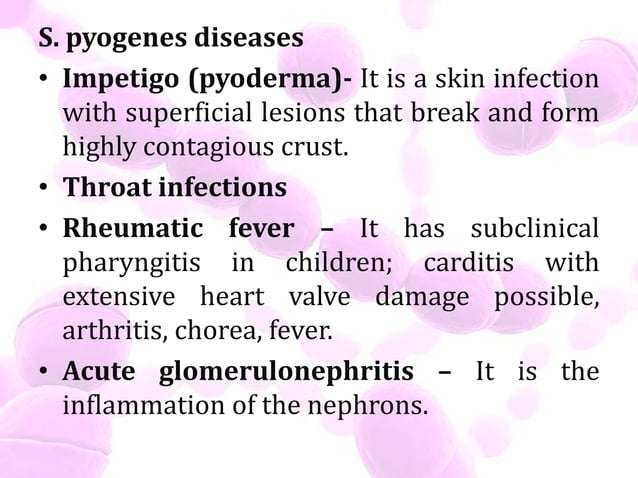 S. pyogenes diseases
• Impetigo (pyoderma)- It is a skin infection
with superficial lesions that break and form
highly contagious crust.
• Throat infections
• Rheumatic fever – It has subclinical
pharyngitis in children; carditis with
extensive heart valve damage possible,
arthritis, chorea, fever.
• Acute glomerulonephritis – It is the
inflammation of the nephrons.